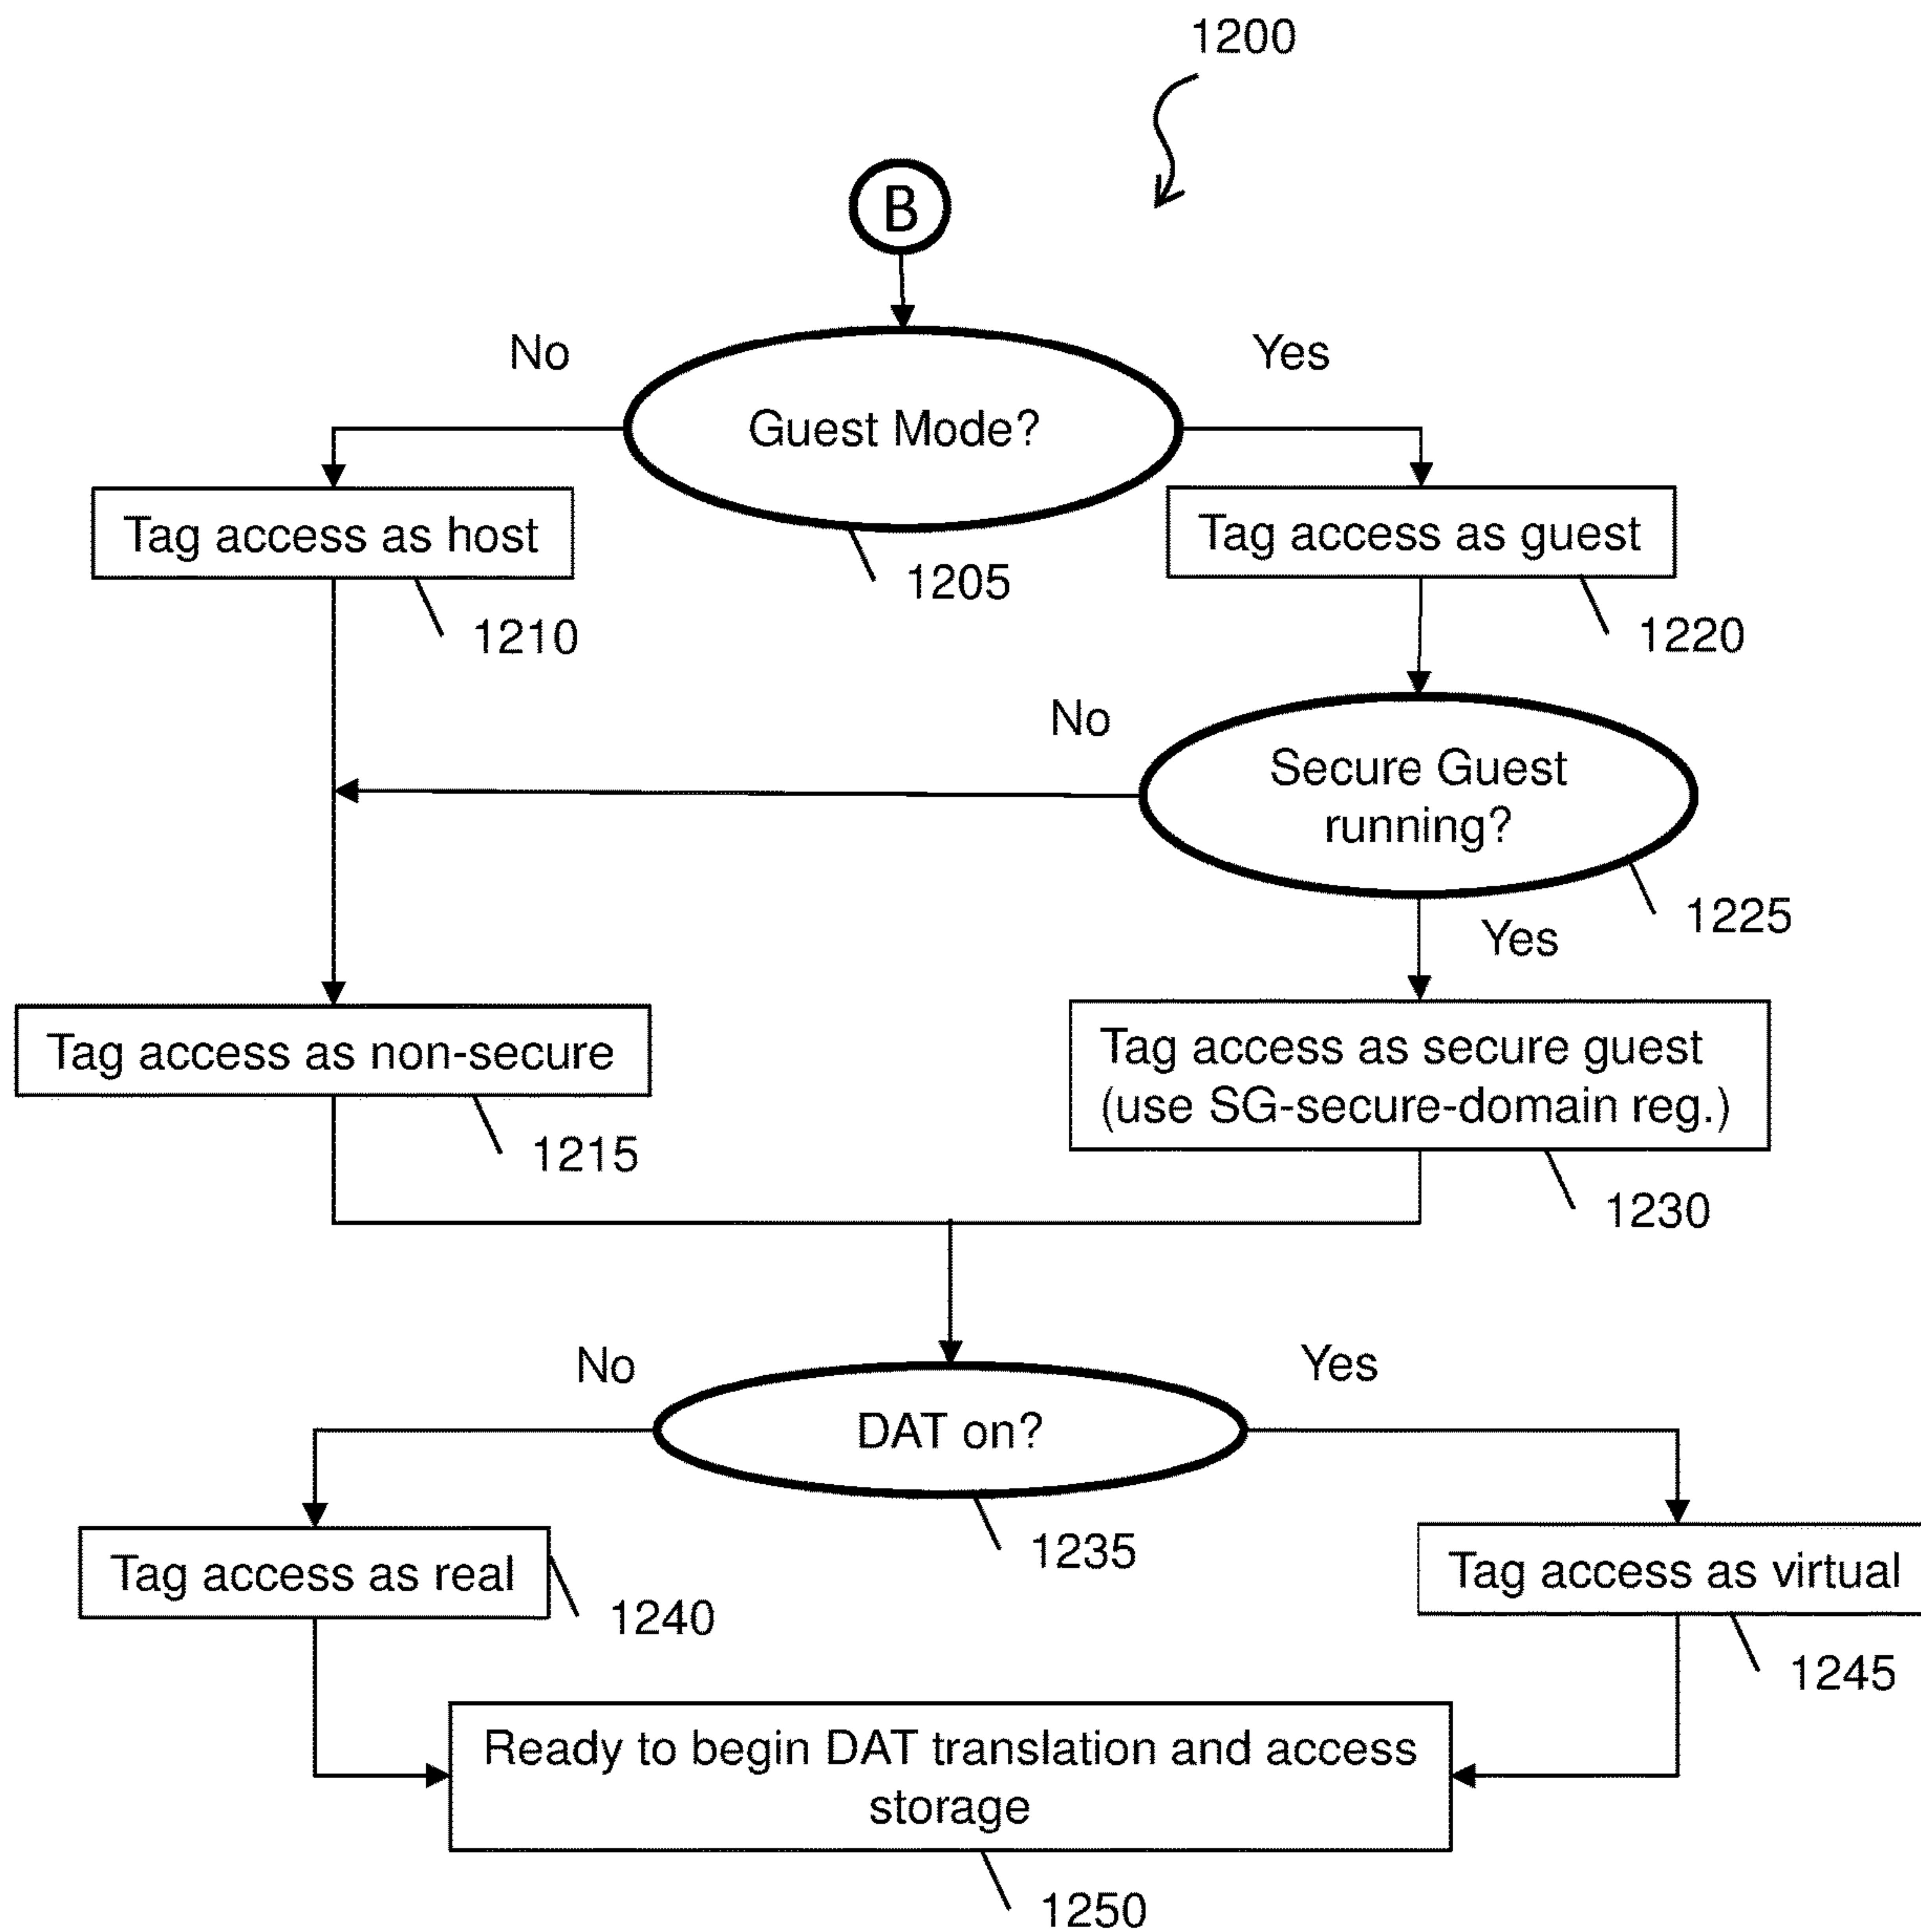 1200
B
No
Yes
Guest Mode?
Tag access as host
Tag access as guest
1205
1210
1220
No
Secure Guest
running?
1225
Yes
Tag access as non-secure
Tag access as secure guest
(use SG-secure-domain reg.)
1215
1230
No
Yes
DAT on?
1235
Tag access as real
Tag access as virtual
1240
1245
Ready to begin DAT translation and access
storage
1250